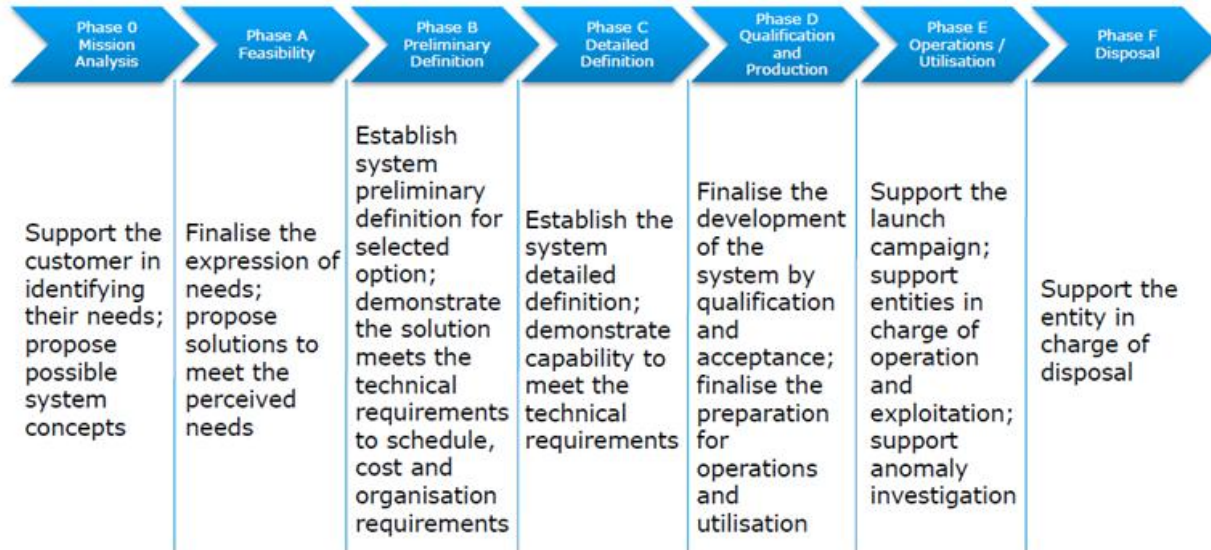 Phase 0
Mission
Analysis
Phase A
Feasibility
Phase B
Preliminary
Definition
Phase C
Detailed
Definition
Phase D
Qualification
and
Production
Phase E
Operations /
Utilisation
Phase F
Disposal
Support the
customer in
identifying
their needs;
propose
possible
system
concepts
Finalise the
expression of
needs;
propose
solutions to
meet the
perceived
needs
Establish
system
preliminary
definition for
selected
option;
demonstrate
the solution
meets the
technical
requirements
to schedule,
cost and
organisation
requirements
Establish the
system
detailed
definition;
demonstrate
capability to
meet the
technical
requirements
Finalise the
development
of the
system by
qualification
and
acceptance;
finalise the
preparation
for
operations
and
utilisation
Support the
launch
campaign;
support
entities in
charge of
operation
and
exploitation;
support
anomaly
investigation
Support the
entity in
charge of
disposal